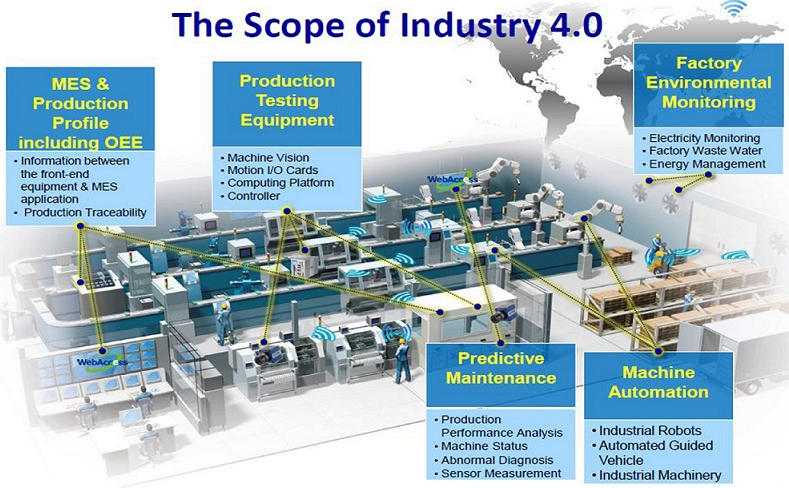 The Scope of Industry 4.0
MES &
Production
Profile
including OEE
• Information between
the front-end
equipment & MES
application
• Production Traceability
Production
Testing
Equipment
• Machine Vision
• Motion I/O Cards
• Computing Platform
• Controller
Factory
Environmental
Monitoring
• Electricity Monitoring
• Factory Waste Water
• Energy Management
WebAccess
WebAccess
Predictive
Maintenance
• Production
Performance Analysis
• Machine Status
• Abnormal Diagnosis
• Sensor Measurement
Machine
Automation
• Industrial Robots
• Automated Guided
Vehicle
• Industrial Machinery